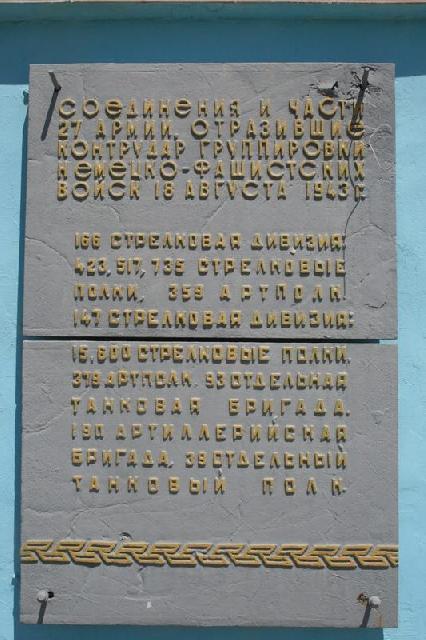 СОЕДИНЕНИЯ И ЧАСТИ
27 АРМИИ, ОТРАЗИВШИЕ
КОНТРУДАР ГРУППИРОВКИ
НЕМЕЦКО-ФАШИСТСКИХ
ВОЙСК 18 АВГУСТА 1943 г.
166 СТРЕЛКОВАЯ ДИВИЗИЯ:
423, 517, 735 СТРЕЛКОВЫЕ
ПОЛКИ, 359 АРТПОЛК.
147 СТРЕЛКОВАЯ ДИВИЗИЯ:
15, 600 СТРЕЛКОВЫЕ ПОЛКИ,
379 АРТПОЛК. 93 ОТДЕЛЬНАЯ
ТАНКОВАЯ БРИГАДА.
190 АРТИЛЛЕРИЙСКАЯ
БРИГАДА, 39 ОТДЕЛЬНЫЙ
ТАНКОВЫЙ ПОЛК.